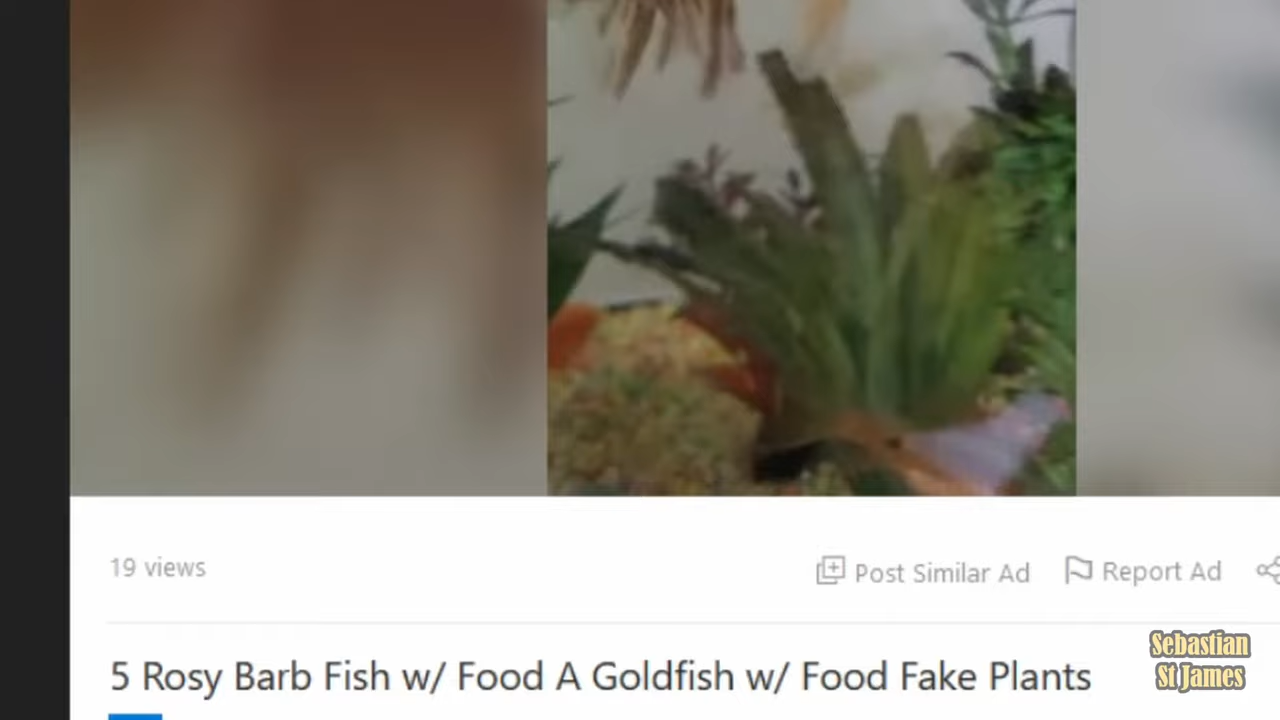 19 views
Post Similar Ad
Report Ad
5 Rosy Barb Fish w/ Food A Goldfish w/ Food Fake Plants
Sebastian
St James